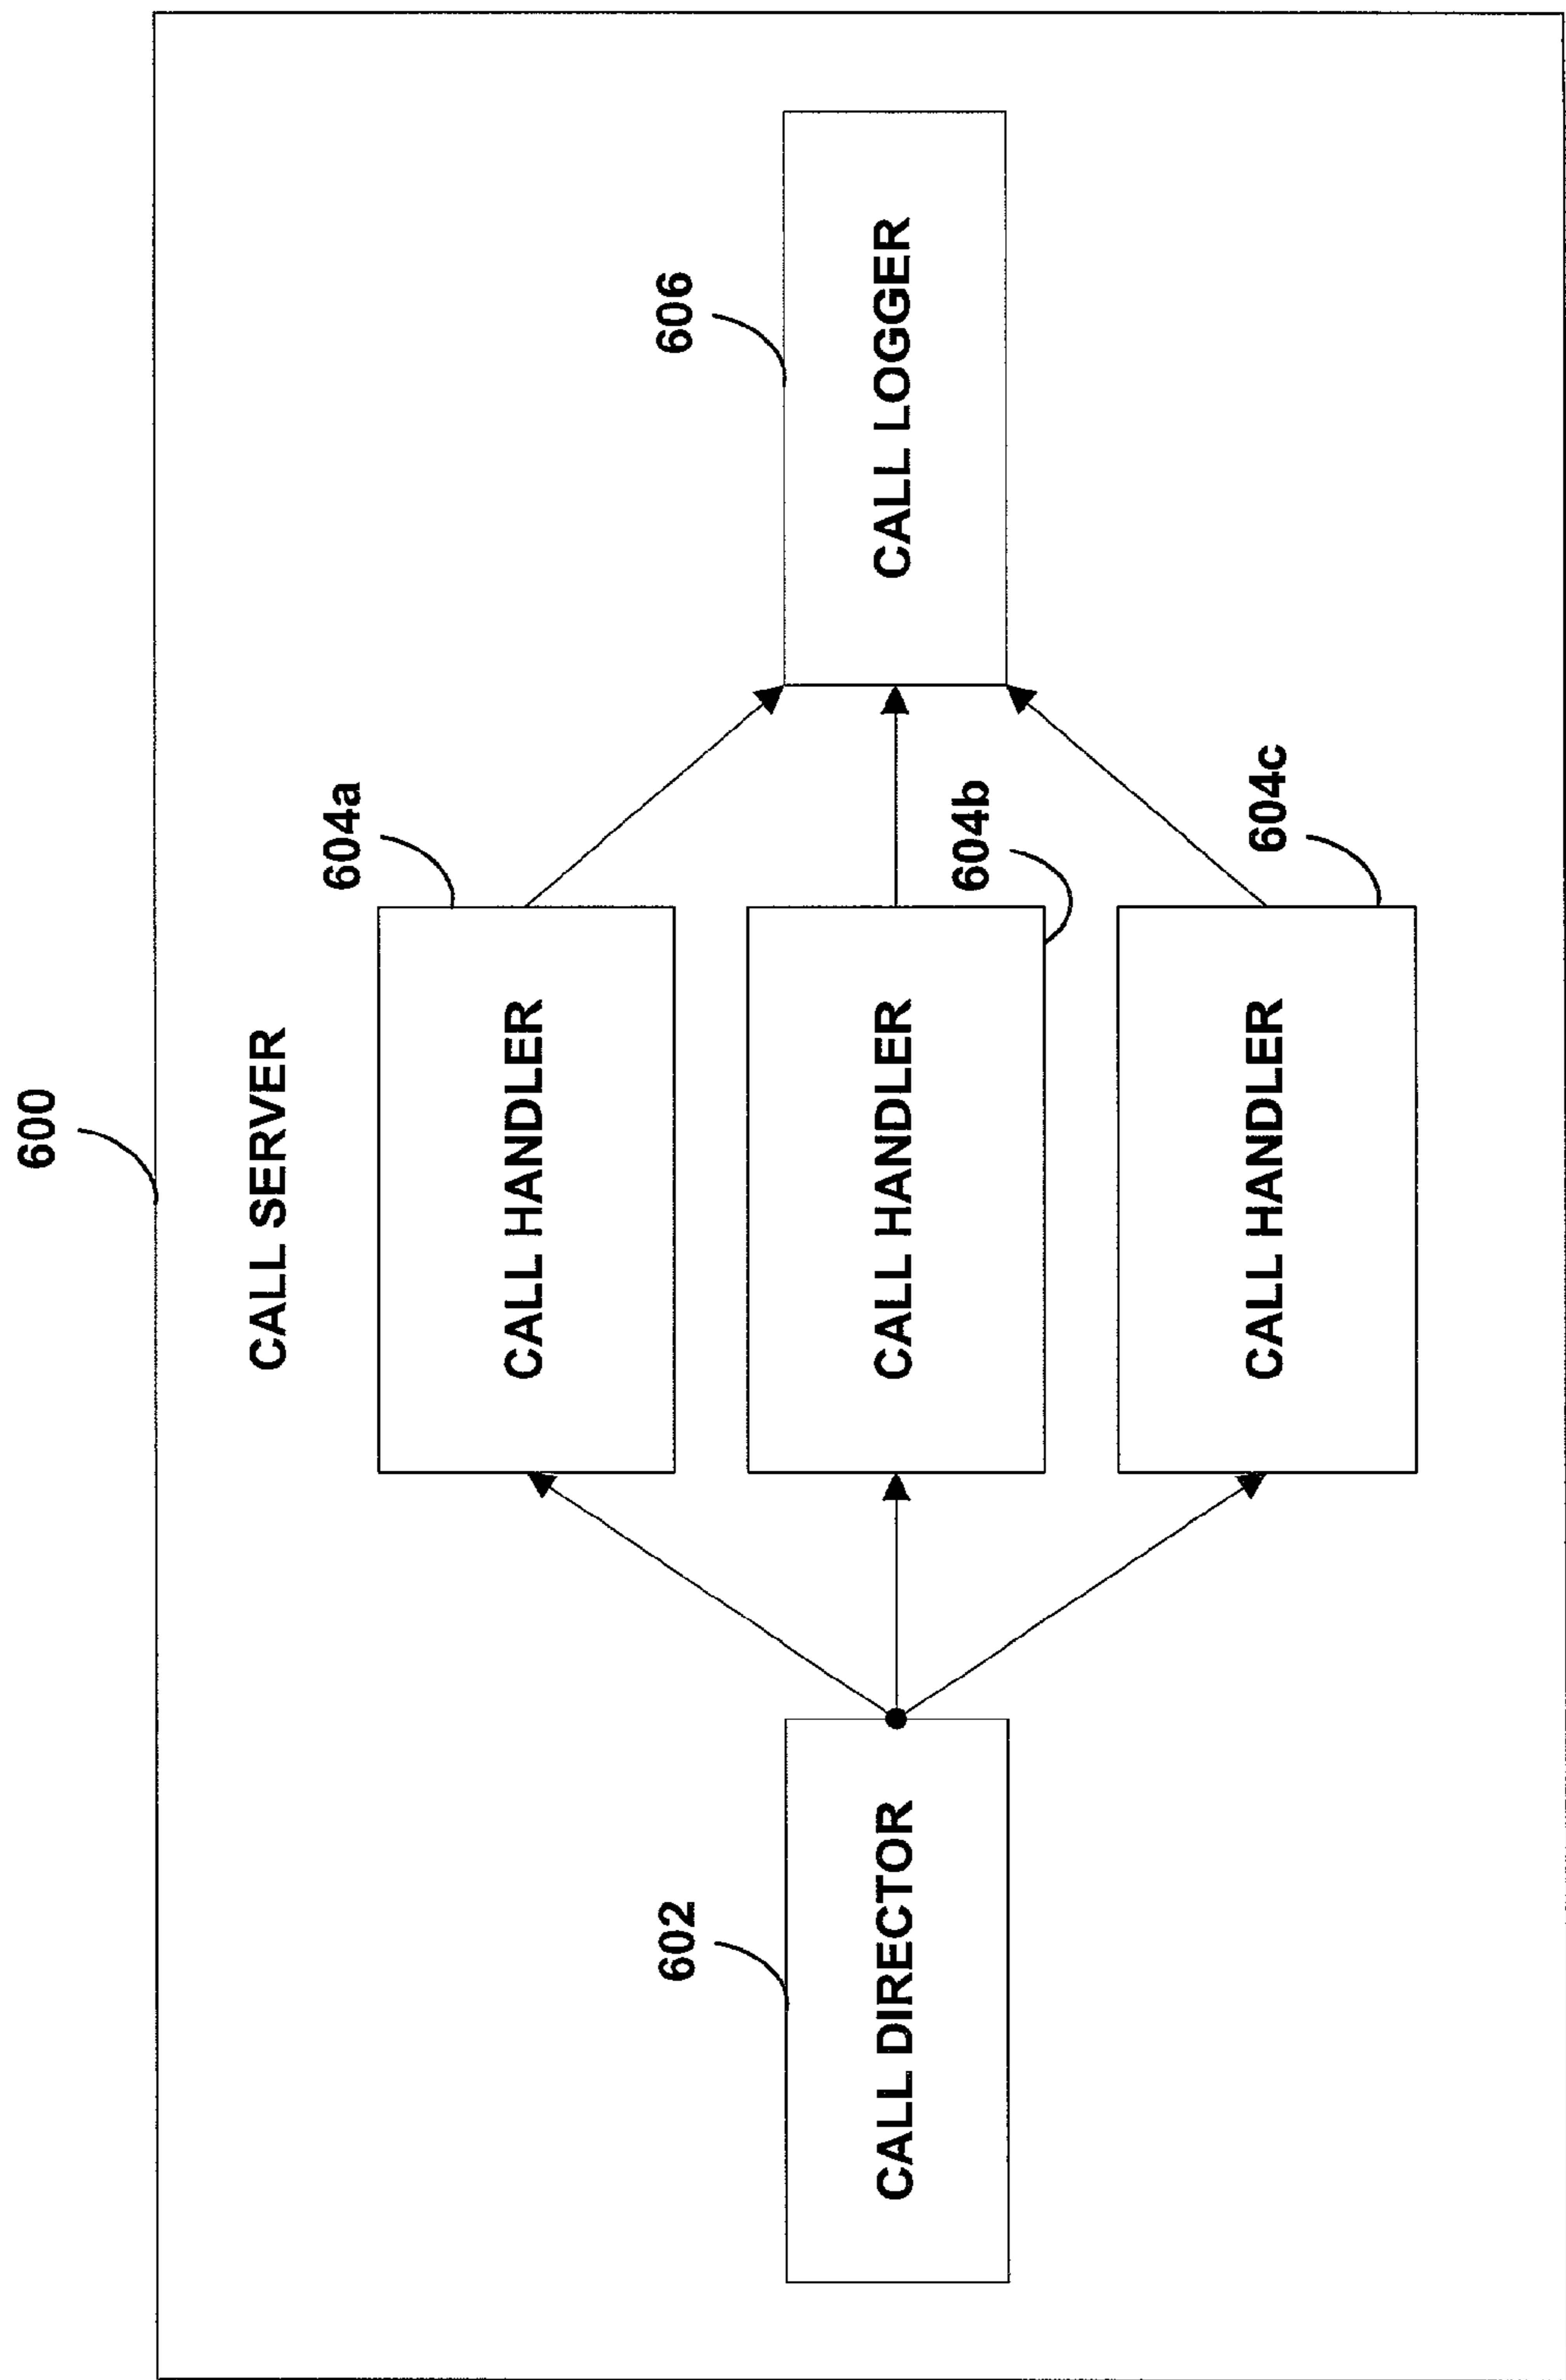 600
CALL SERVER
604a
CALL HANDLER
602
CALL DIRECTOR
CALL HANDLER
604b
606
CALL LOGGER
CALL HANDLER
604c